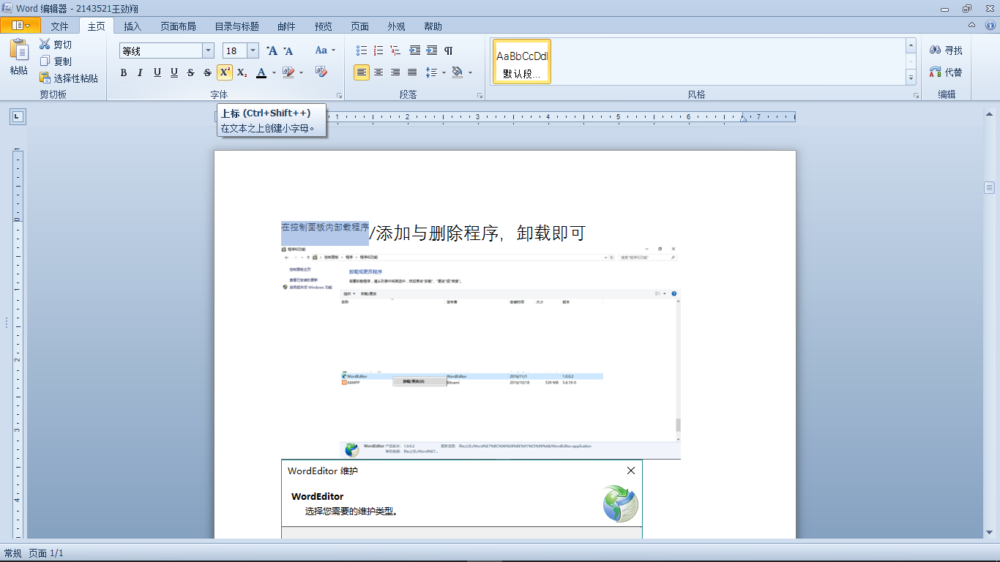 Word 编辑器 - 2143521王劲翔
文件 主页 插入 页面布局 目录与标题 邮件 预览 页面 外观 帮助
粘贴
剪切
复制
选择性粘贴
剪切板
等线 18 A A Aa
B I U U S S X² X₂ A
字体
段落
AaBbCcDd
默认段...
风格
寻找
代替
编辑
上标 (Ctrl+Shift++)
在文本之上创建小字母。
1 2 3 4 5 6 7
1 0 1 2 3 4
在控制面板内卸载程序/添加与删除程序，卸载即可
程序和功能
控制面板 程序 程序和功能 搜索"程序和功能"
控制面板主页
查看已安装的更新
启用或关闭 Windows 功能
卸载或更改程序
若要卸载程序，请从列表中将其选中，然后单击"卸载"、"更改"或"修复"。
组织 卸载/更改
名称 发布者 安装时间 大小 版本
WordEditor WordEditor 2016/11/1 1.0.0.2
XAMPP Bitnami 2016/10/18 539 MB 5.6.19-0
卸载/更改(U)
WordEditor 产品版本: 1.0.0.2 更新信息:
帮助链接: file:///E:/Word%E7...
WordEditor 维护
WordEditor
选择您需要的维护类型。
常规 页面 1/1